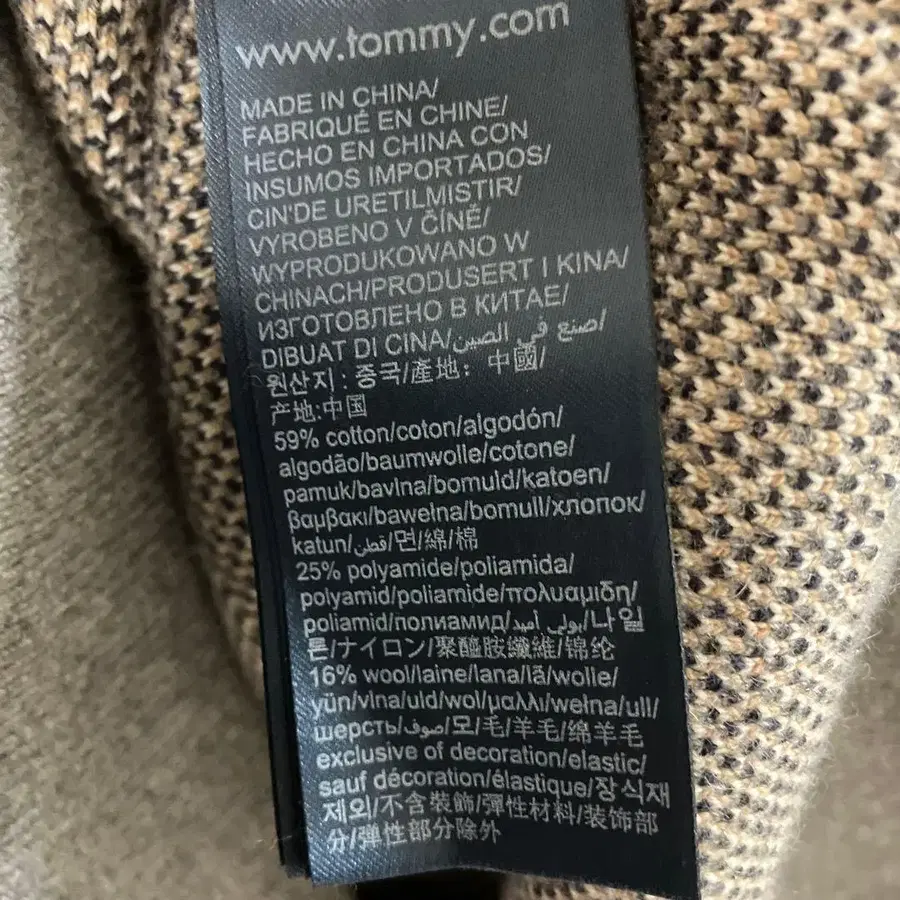 www.tommy.com
MADE IN CHINA/
FABRIQUÉ EN CHINE/
HECHO EN CHINA CON
INSUMOS IMPORTADOS/
CIN'DE URETILMISTIR/
VYROBENO V ČÍNĚ/
WYPRODUKOWANO W
CHINACH/PRODUSERT I KINA/
ИЗГОТОВЛЕНО В КИТАЕ/
DIBUAT DI CINA/صنع في الصين/
원산지 : 중국/產地： 中國/
产地:中国
59% cotton/coton/algodón/
algodão/baumwolle/cotone/
pamuk/bavlna/bomuld/katoen/
βαμβακι/bawełna/bomull/хлопок/
katun/قطن/면/綿/棉
25% polyamide/poliamida/
polyamid/poliamide/πολυαμιδη/
poliamid/полиамид/بولي أميد/나일
론/ナイロン/聚醯胺纖維/锦纶
16% wool/laine/lana/lã/wolle/
yün/vlna/uld/wol/μαλλι/wełna/ull/
шерсть/صوف/모/毛/羊毛/绵羊毛
exclusive of decoration/elastic/
sauf décoration/élastique/장식재
제외/不含裝飾/彈性材料/装饰部
分/弹性部分除外